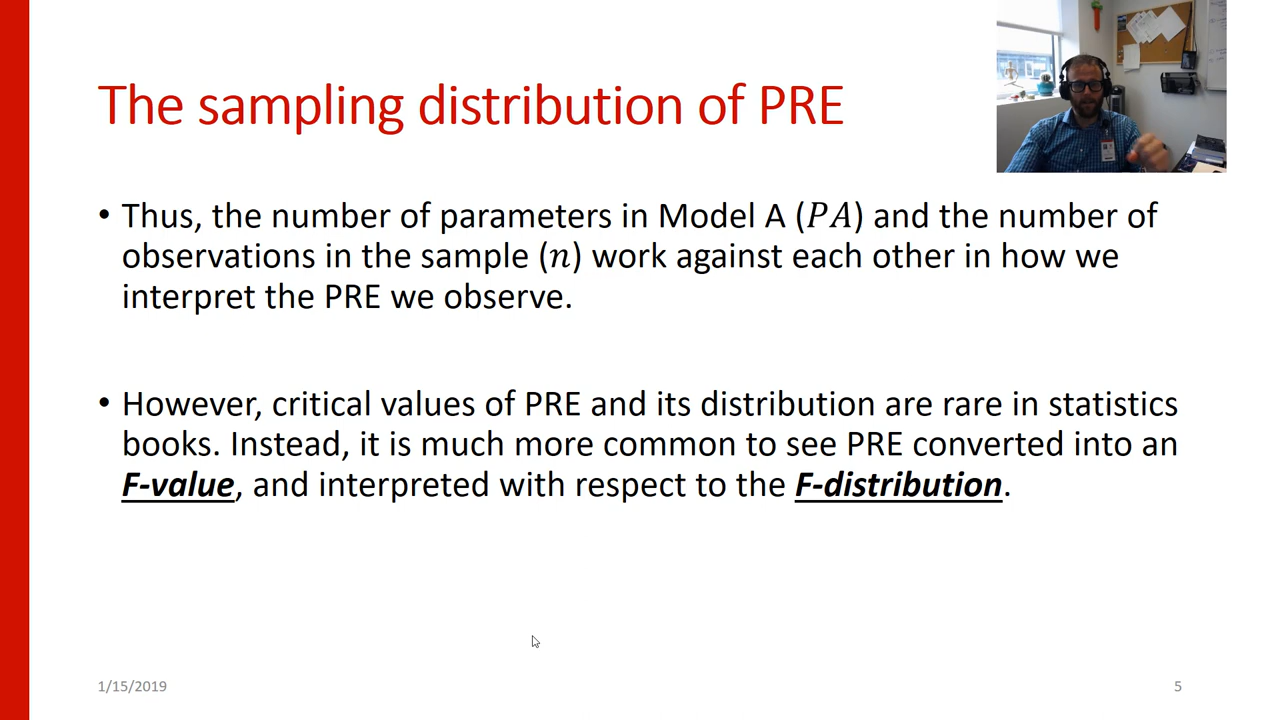 The sampling distribution of PRE
• Thus, the number of parameters in Model A (𝑃𝐴) and the number of
observations in the sample (𝑛) work against each other in how we
interpret the PRE we observe.
• However, critical values of PRE and its distribution are rare in statistics
books. Instead, it is much more common to see PRE converted into an
F-value, and interpreted with respect to the F-distribution.
1/15/2019
5